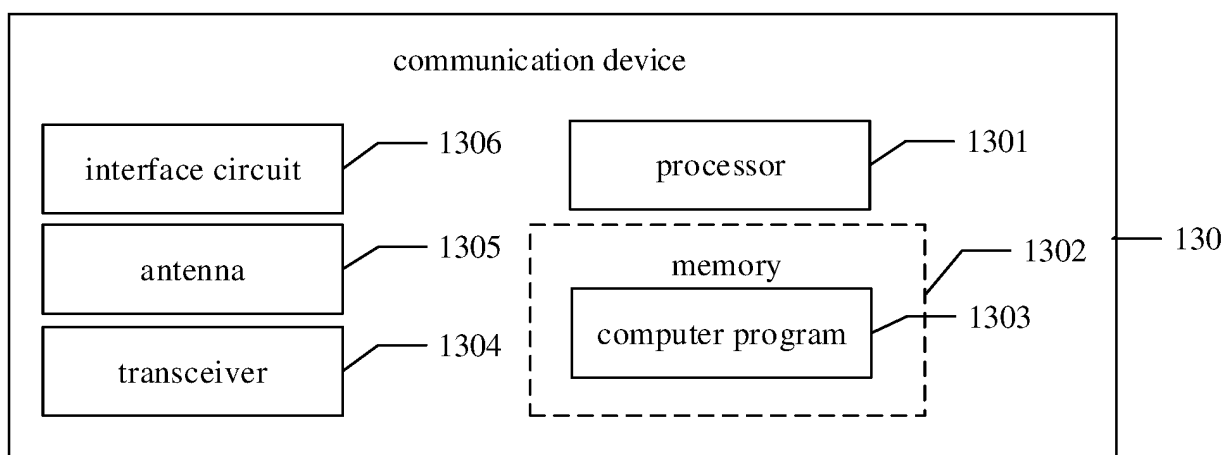 communication device
interface circuit
1306
processor
1301
antenna
1305
memory
1302
130
computer program
1303
transceiver
1304